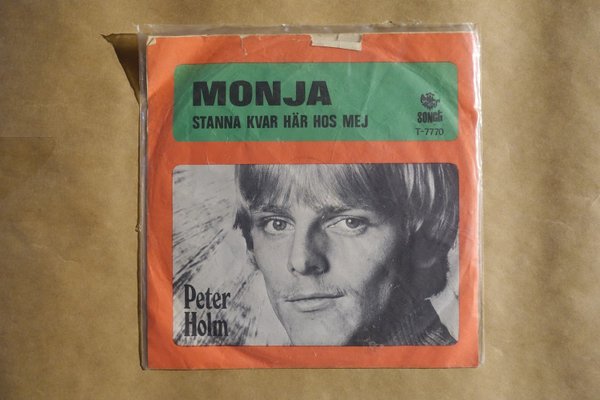 MONJA
STANNA KVAR HÄR HOS MEJ
SONET
T-7770
Peter
Holm